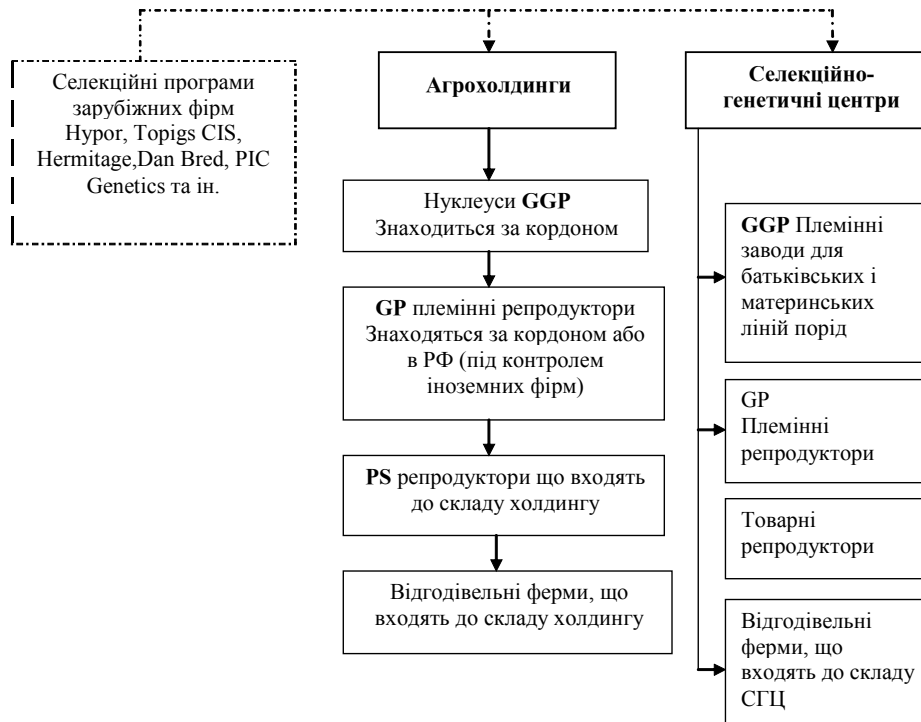 Селекційні програми
зарубіжних фірм
Hypor, Topigs CIS,
Hermitage,Dan Bred, PIC
Genetics та ін.
Агрохолдинги
Селекційно-
генетичні центри
Нуклеуси GGP
Знаходиться за кордоном
GP племінні репродуктори
Знаходяться за кордоном або
в РФ (під контролем
іноземних фірм)
PS репродуктори що входять
до складу холдингу
Відгодівельні ферми, що
входять до складу холдингу
GGP Племінні
заводи для
батьківських і
материнських
ліній порід
GP
Племінні
репродуктори
Товарні
репродуктори
Відгодівельні
ферми, що
входять до складу
СГЦ